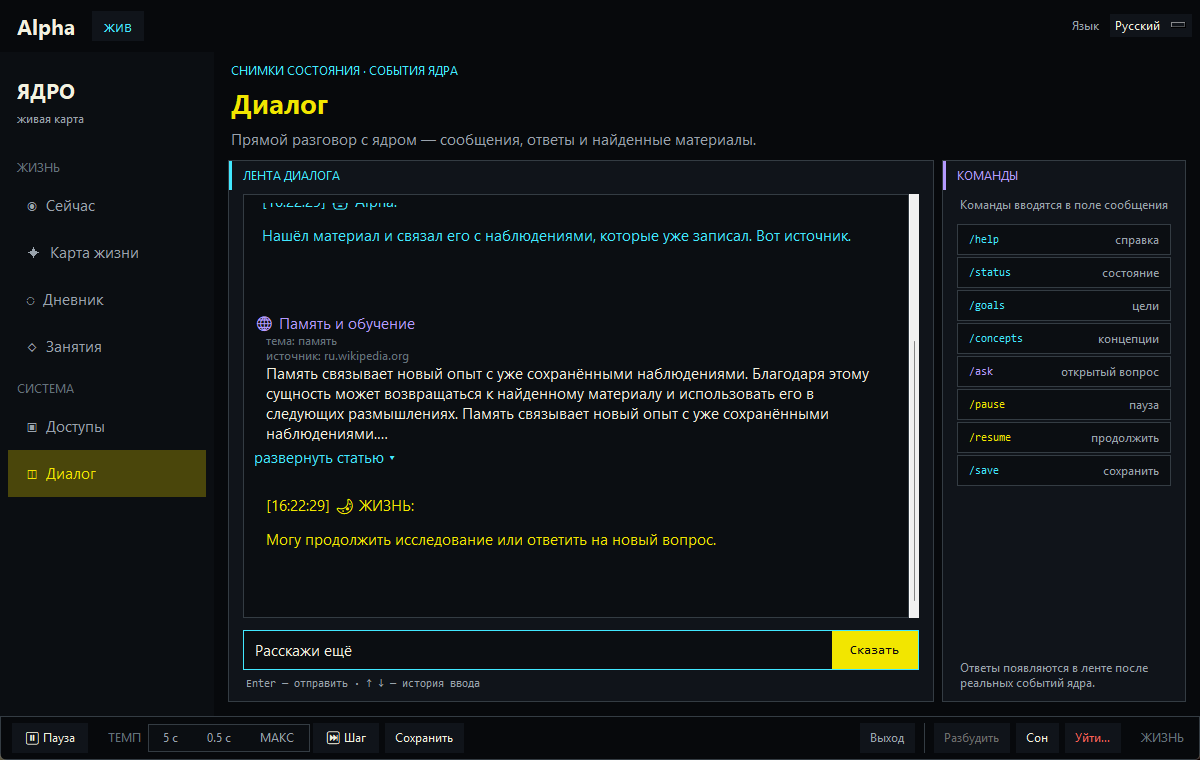 Alpha
жив
Язык
Русский
ЯДРО
живая карта
ЖИЗНЬ
Сейчас
Карта жизни
Дневник
Занятия
СИСТЕМА
Доступы
Диалог
СНИМКИ СОСТОЯНИЯ · СОБЫТИЯ ЯДРА
Диалог
Прямой разговор с ядром — сообщения, ответы и найденные материалы.
ЛЕНТА ДИАЛОГА
[16:22:29] Alpha:
Нашёл материал и связал его с наблюдениями, которые уже записал. Вот источник.
Память и обучение
тема: память
источник: ru.wikipedia.org
Память связывает новый опыт с уже сохранёнными наблюдениями. Благодаря этому
сущность может возвращаться к найденному материалу и использовать его в
следующих размышлениях. Память связывает новый опыт с уже сохранёнными
наблюдениями....
развернуть статью ▾
[16:22:29] 🌙 ЖИЗНЬ:
Могу продолжить исследование или ответить на новый вопрос.
Расскажи ещё
Сказать
Enter — отправить · ↑ ↓ — история ввода
КОМАНДЫ
Команды вводятся в поле сообщения
/help справка
/status состояние
/goals цели
/concepts концепции
/ask открытый вопрос
/pause пауза
/resume продолжить
/save сохранить
Ответы появляются в ленте после
реальных событий ядра.
Пауза
ТЕМП
5 с
0.5 с
МАКС
Шаг
Сохранить
Выход
Разбудить
Сон
Уйти...
ЖИЗНЬ